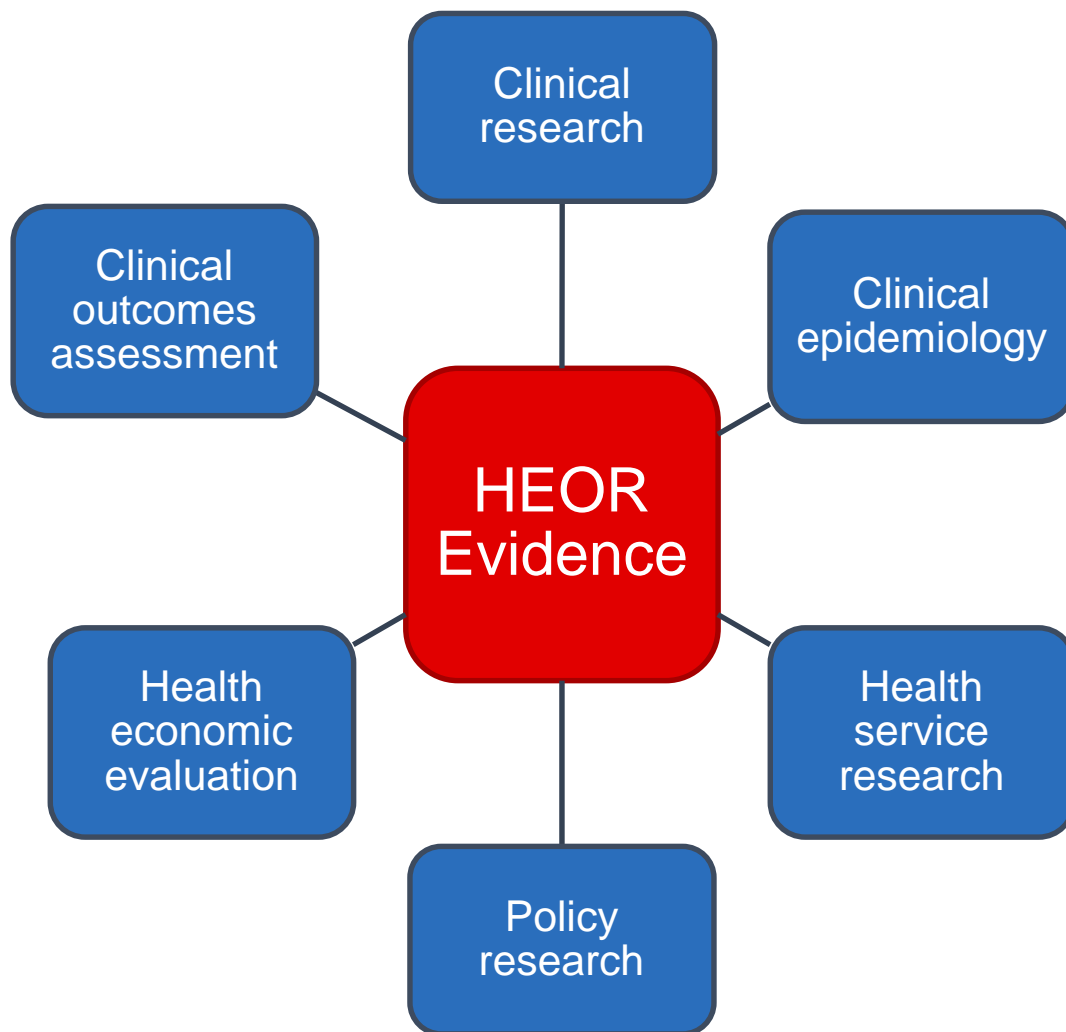 Clinical
research
Clinical
outcomes
assessment
Clinical
epidemiology
HEOR
Evidence
Health
economic
evaluation
Health
service
research
Policy
research